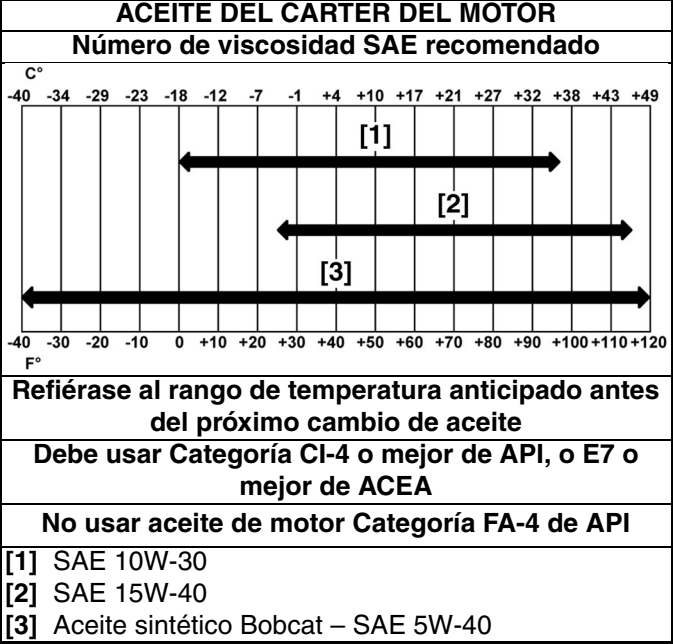 ACEITE DEL CARTER DEL MOTOR
Número de viscosidad SAE recomendado
C°
-40 -34 -29 -23 -18 -12 -7 -1 +4 +10 +17 +21 +27 +32 +38 +43 +49
[1]
[2]
[3]
-40 -30 -20 -10 0 +10 +20 +30 +40 +50 +60 +70 +80 +90 +100 +110 +120
F°
Refiérase al rango de temperatura anticipado antes
del próximo cambio de aceite
Debe usar Categoría CI-4 o mejor de API, o E7 o
mejor de ACEA
No usar aceite de motor Categoría FA-4 de API
[1] SAE 10W-30
[2] SAE 15W-40
[3] Aceite sintético Bobcat – SAE 5W-40